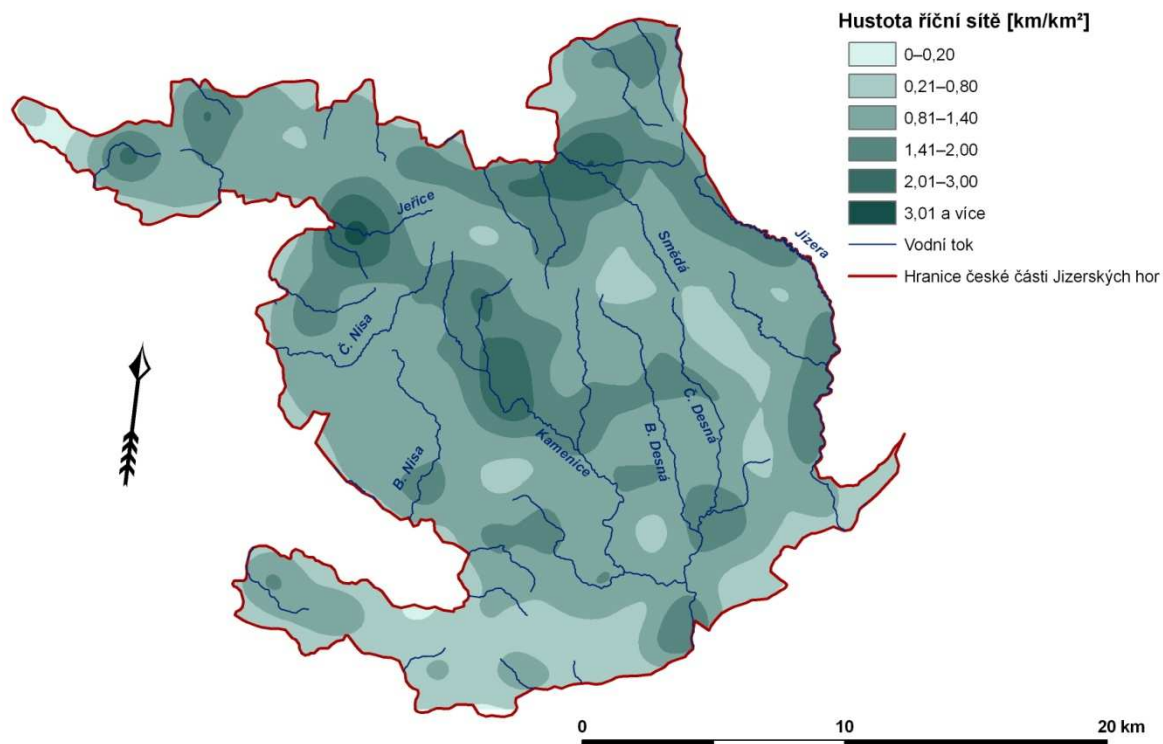 Hustota říční sítě [km/km²]
0–0,20
0,21–0,80
0,81–1,40
1,41–2,00
2,01–3,00
3,01 a více
Vodní tok
Hranice české části Jizerských hor
Jeřice
Smědá
Jizera
Č. Nisa
B. Nisa
Kamenice
B. Desná
Č. Desná
0 10 20 km